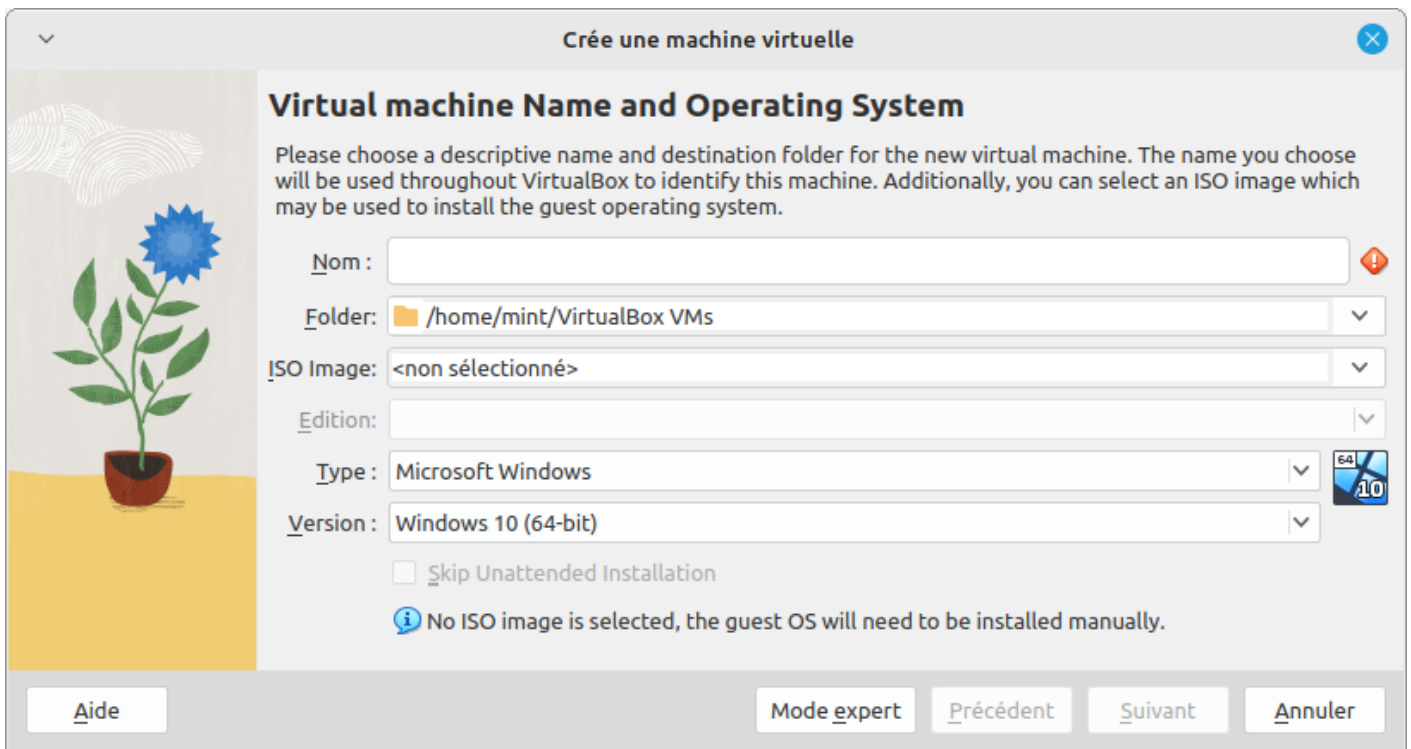 Crée une machine virtuelle
Virtual machine Name and Operating System
Please choose a descriptive name and destination folder for the new virtual machine. The name you choose
will be used throughout VirtualBox to identify this machine. Additionally, you can select an ISO image which
may be used to install the guest operating system.
Nom :
Folder: /home/mint/VirtualBox VMs
ISO Image: <non sélectionné>
Edition:
Type : Microsoft Windows
64
10
Version : Windows 10 (64-bit)
Skip Unattended Installation
No ISO image is selected, the guest OS will need to be installed manually.
Aide Mode expert Précédent Suivant Annuler